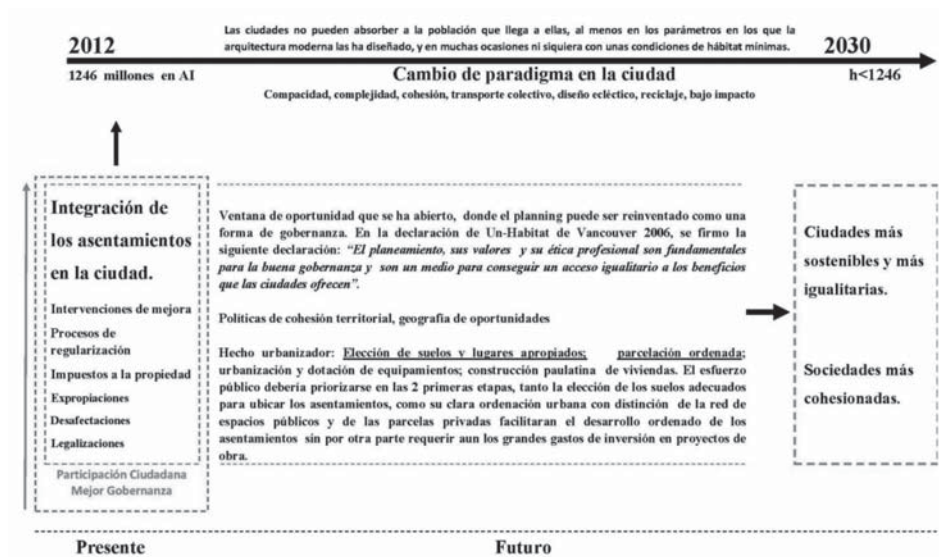 Las ciudades no pueden absorber a la población que llega a ellas, al menos en los parámetros en los que la
arquitectura moderna las ha diseñado, y en muchas ocasiones ni siquiera con unas condiciones de hábitat mínimas.
2012
2030
1246 millones en AI
Cambio de paradigma en la ciudad
h<1246
Compacidad, complejidad, cohesión, transporte colectivo, diseño ecléctico, reciclaje, bajo impacto
Integración de
los asentamientos
en la ciudad.
Intervenciones de mejora
Procesos de
regularización
Impuestos a la propiedad
Expropiaciones
Desafectaciones
Legalizaciones
Participación Ciudadana
Mejor Gobernanza
Ventana de oportunidad que se ha abierto, donde el planning puede ser reinventado como una
forma de gobernanza. En la declaración de Un-Habitat de Vancouver 2006, se firmo la
siguiente declaración: "El planeamiento, sus valores y su ética profesional son fundamentales
para la buena gobernanza y son un medio para conseguir un acceso igualitario a los beneficios
que las ciudades ofrecen".
Políticas de cohesión territorial, geografía de oportunidades
Hecho urbanizador: Elección de suelos y lugares apropiados; parcelación ordenada;
urbanización y dotación de equipamientos; construcción paulatina de viviendas. El esfuerzo
público debería priorizarse en las 2 primeras etapas, tanto la elección de los suelos adecuados
para ubicar los asentamientos, como su clara ordenación urbana con distinción de la red de
espacios públicos y de las parcelas privadas facilitaran el desarrollo ordenado de los
asentamientos sin por otra parte requerir aun los grandes gastos de inversión en proyectos de
obra.
Ciudades más
sostenibles y más
igualitarias.
Sociedades más
cohesionadas.
Presente
Futuro